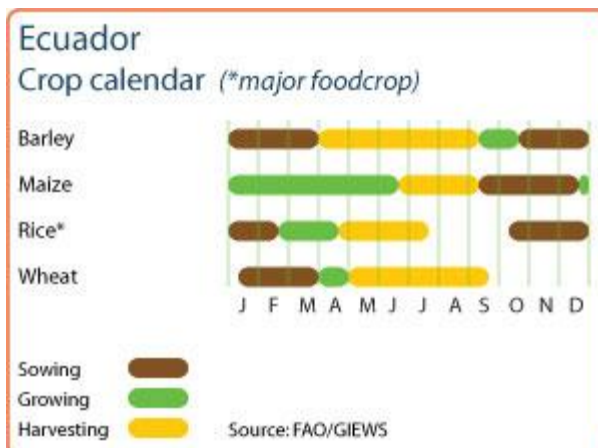 Ecuador
Crop calendar (*major foodcrop)
Barley
Maize
Rice*
Wheat
J F M A M J J A S O N D
Sowing
Growing
Harvesting
Source: FAO/GIEWS